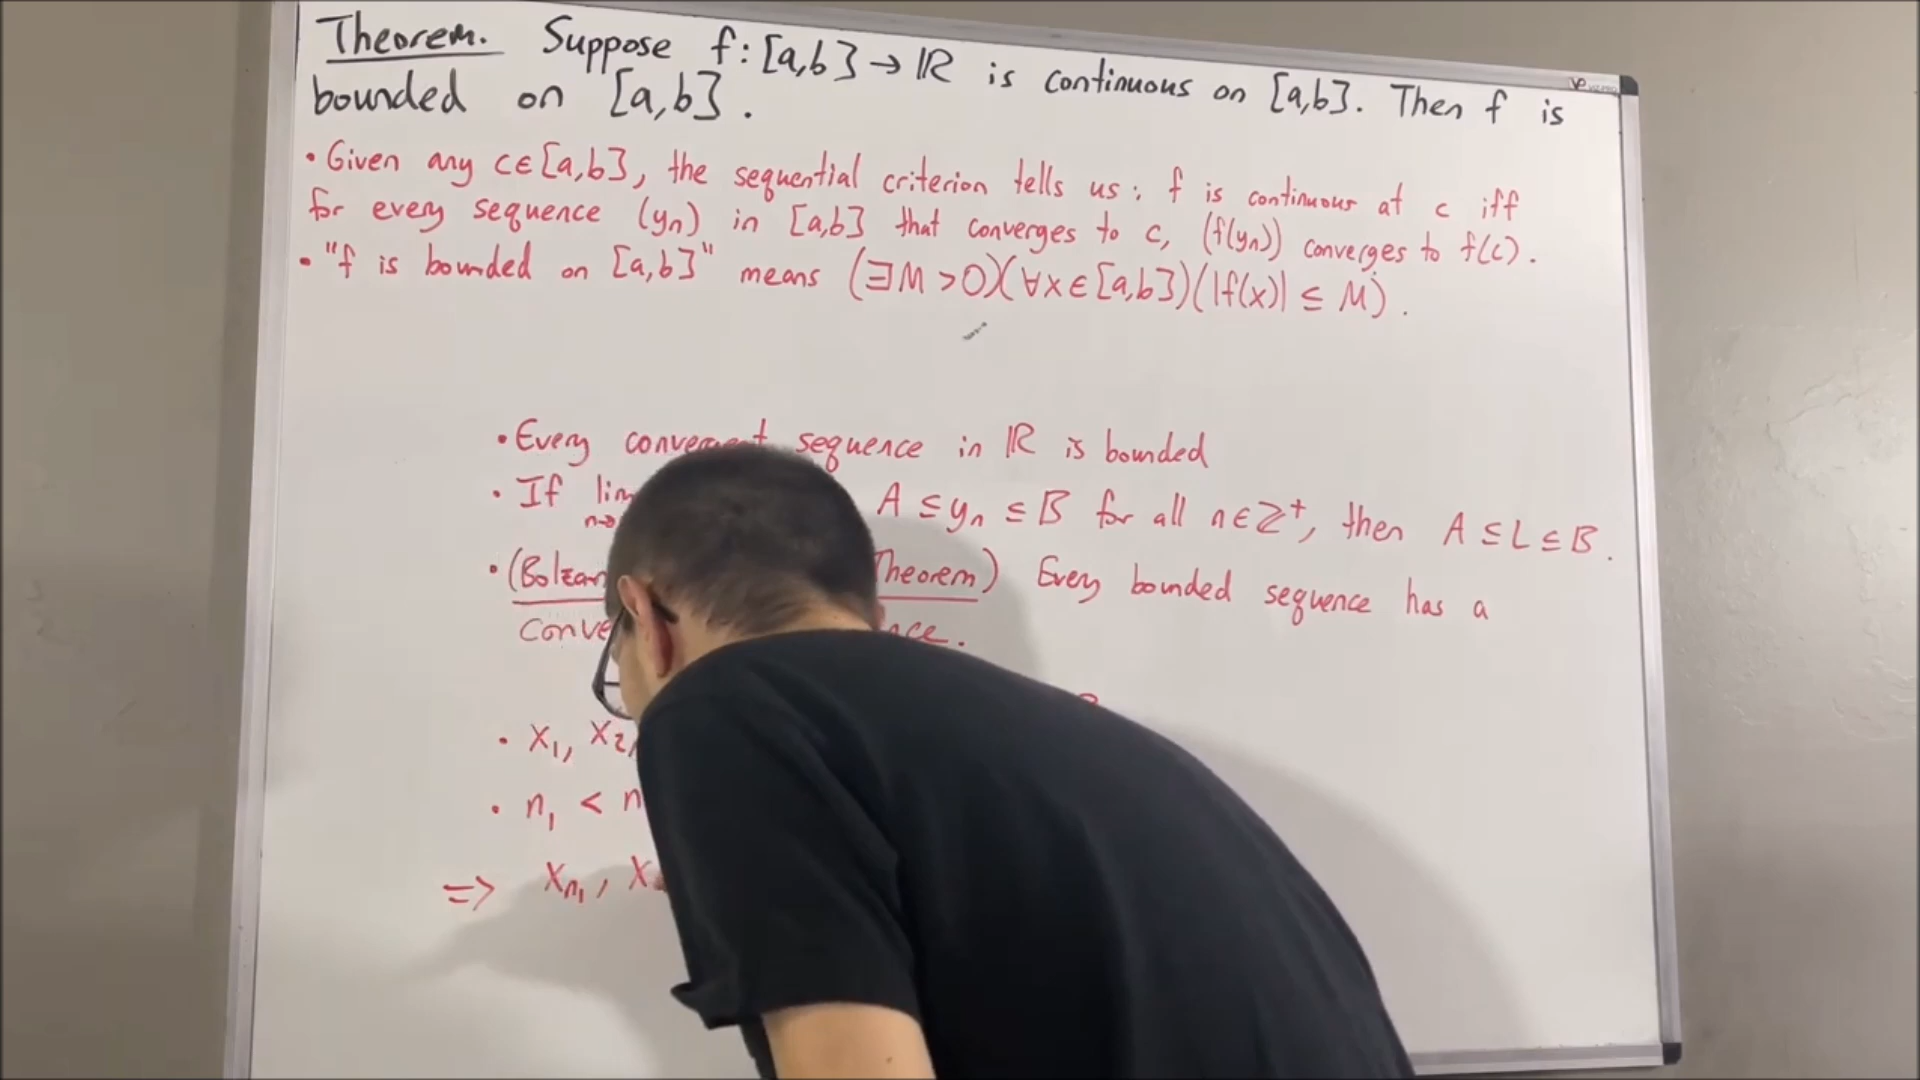 Theorem. Suppose f: [a,b] → ℝ is continuous on [a,b]. Then f is
bounded on [a,b].
• Given any c∈[a,b], the sequential criterion tells us: f is continuous at c iff
for every sequence (yₙ) in [a,b] that converges to c, (f(yₙ)) converges to f(c).
• "f is bounded on [a,b]" means (∃M>0)(∀x∈[a,b])(|f(x)| ≤ M).
• Every convergent sequence in ℝ is bounded
• If lim n→ A ≤ yₙ ≤ B for all n∈ℤ⁺, then A ≤ L ≤ B.
• (Bolzan Theorem) Every bounded sequence has a
Conve nce.
• x₁, x₂,
• n₁ < n
⇒ xₙ₁, x